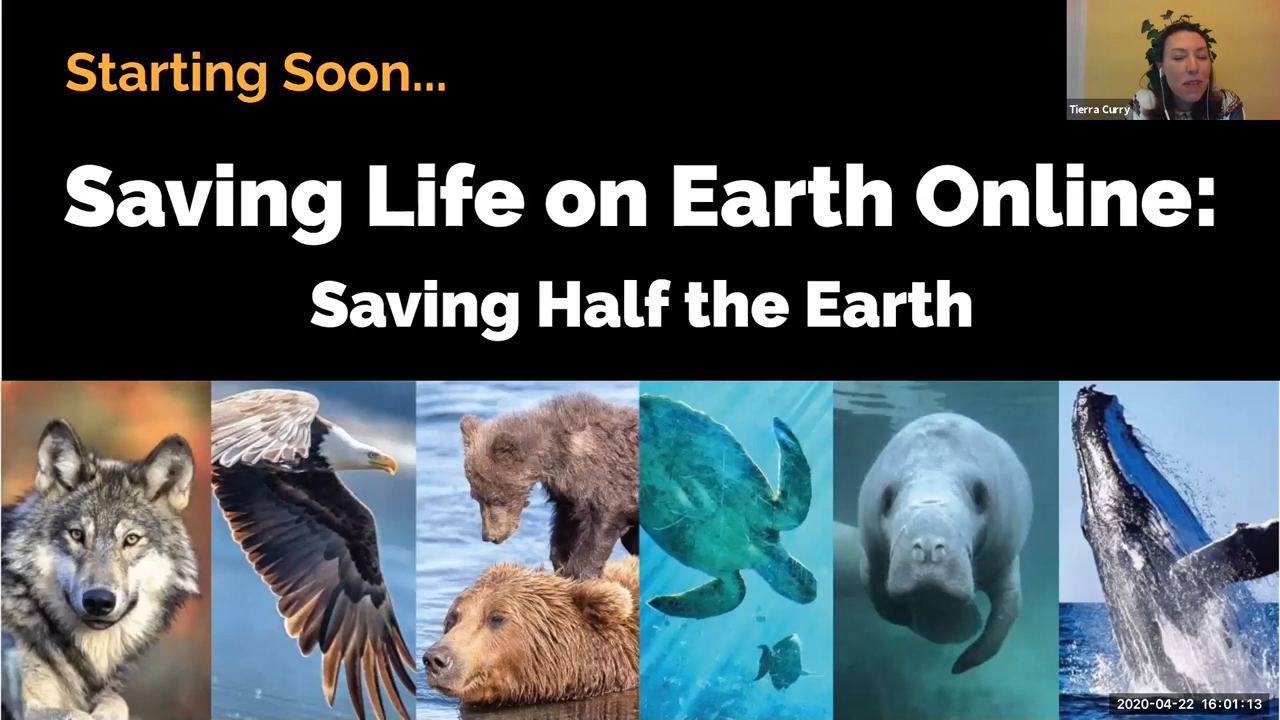 Starting Soon...
Tierra Curry
Saving Life on Earth Online:
Saving Half the Earth
2020-04-22 16:01:13